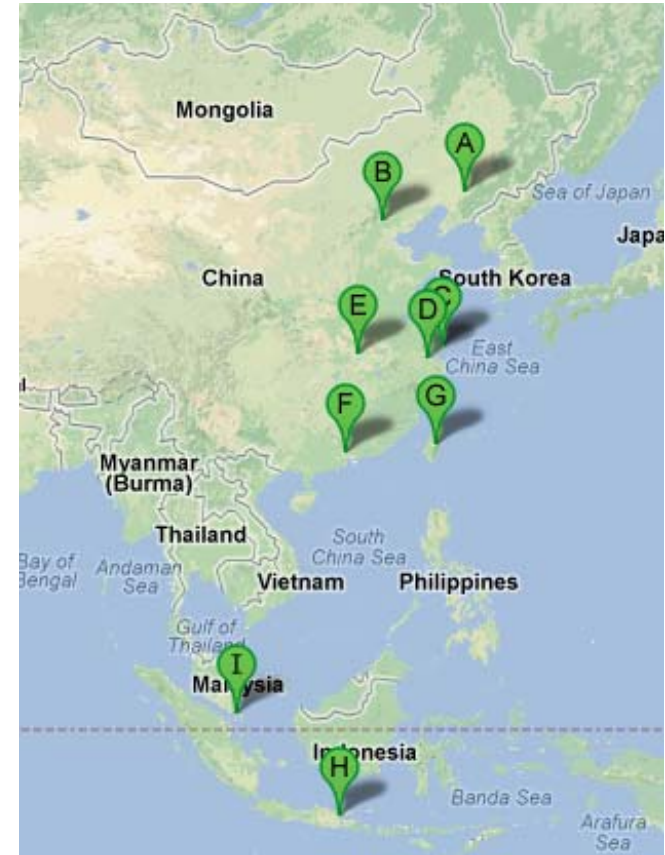 Mongolia
A
B
Sea of Japan
Japa
China
South Korea
E
D
C
East
China Sea
F
G
Myanmar
(Burma)
Thailand
South
China Sea
Bay of
Bengal
Andaman
Sea
Vietnam
Philippines
Gulf of
Thailand
I
Malaysia
Indonesia
H
Banda Sea
Arafura
Sea